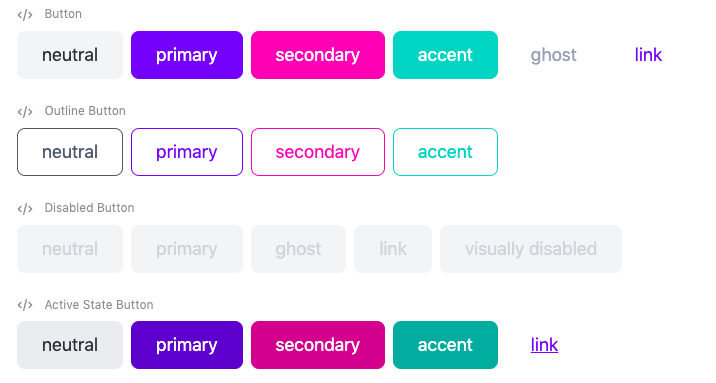 </> Button
neutral primary secondary accent ghost link
</> Outline Button
neutral primary secondary accent
</> Disabled Button
neutral primary ghost link visually disabled
</> Active State Button
neutral primary secondary accent link